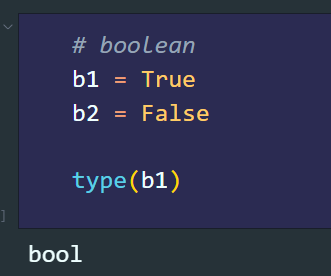 # boolean
b1 = True
b2 = False
type(b1)
]
bool